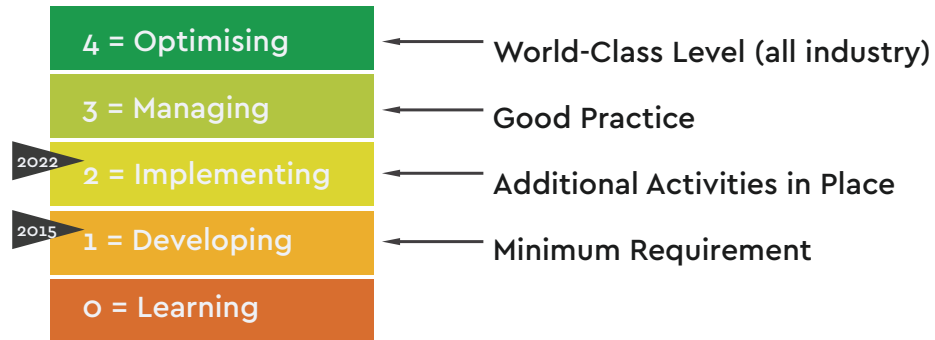 4 = Optimising
World-Class Level (all industry)
3 = Managing
Good Practice
2022
2 = Implementing
Additional Activities in Place
2015
1 = Developing
Minimum Requirement
0 = Learning